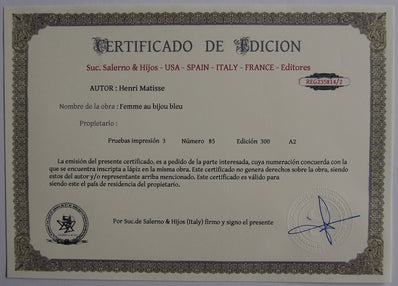 CERTIFICADO DE EDICION
Suc. Salerno & Hijos - USA - SPAIN - ITALY - FRANCE - Editores
REG235814/2
AUTOR : Henri Matisse
Nombre de la obra : Femme au bijou bleu
Propietario :
Pruebas impresión 3 Número 85 Edición 300 A2
La emisión del presente certificado, es a pedido de la parte interesada, cuya numeración concuerda con la
que se encuentra inscripta a lápiz en la misma obra. Este certificado no genera derechos sobre la obra, siendo
estos del autor y/o representante arriba mencionado. Este certificado es válido para
siendo este el país de residencia del propietario.
Por Suc.de Salerno & Hijos (Italy) firmo y signo el presente